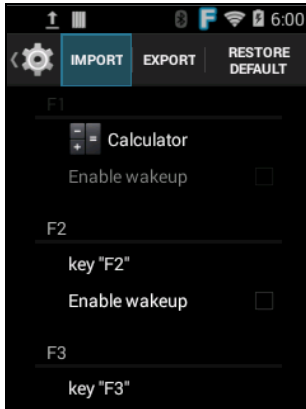 F 6:00
IMPORT EXPORT RESTORE DEFAULT
F1
Calculator
Enable wakeup
F2
key "F2"
Enable wakeup
F3
key "F3"